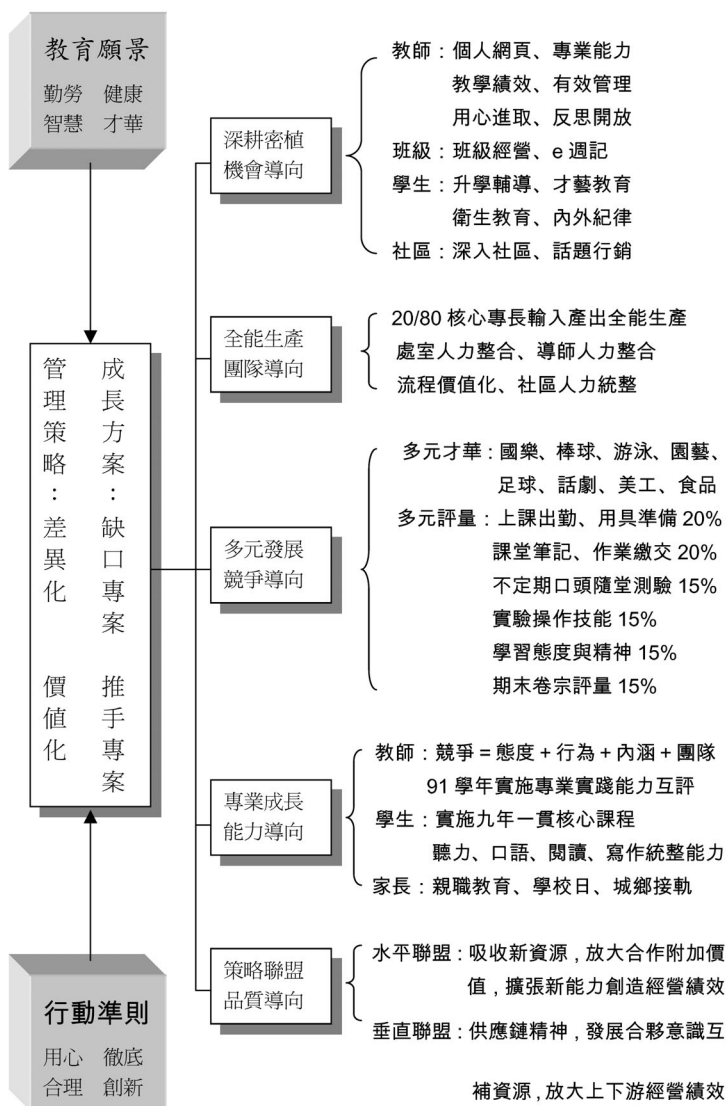 教育願景
勤勞 健康
智慧 才華
成長方案：缺口專案 推手專案
管理策略：差異化 價值化
行動準則
用心 徹底
合理 創新
深耕密植
機會導向
教師：個人網頁、專業能力
教學績效、有效管理
用心進取、反思開放
班級：班級經營、e 週記
學生：升學輔導、才藝教育
衛生教育、內外紀律
社區：深入社區、話題行銷
全能生產
團隊導向
20/80 核心專長輸入產出全能生產
處室人力整合、導師人力整合
流程價值化、社區人力統整
多元發展
競爭導向
多元才華：國樂、棒球、游泳、園藝、
足球、話劇、美工、食品
多元評量：上課出勤、用具準備 20%
課堂筆記、作業繳交 20%
不定期口頭隨堂測驗 15%
實驗操作技能 15%
學習態度與精神 15%
期末卷宗評量 15%
專業成長
能力導向
教師：競爭 = 態度 + 行為 + 內涵 + 團隊
91 學年實施專業實踐能力互評
學生：實施九年一貫核心課程
聽力、口語、閱讀、寫作統整能力
家長：親職教育、學校日、城鄉接軌
策略聯盟
品質導向
水平聯盟：吸收新資源，放大合作附加價
值，擴張新能力創造經營績效
垂直聯盟：供應鏈精神，發展合夥意識互
補資源，放大上下游經營績效